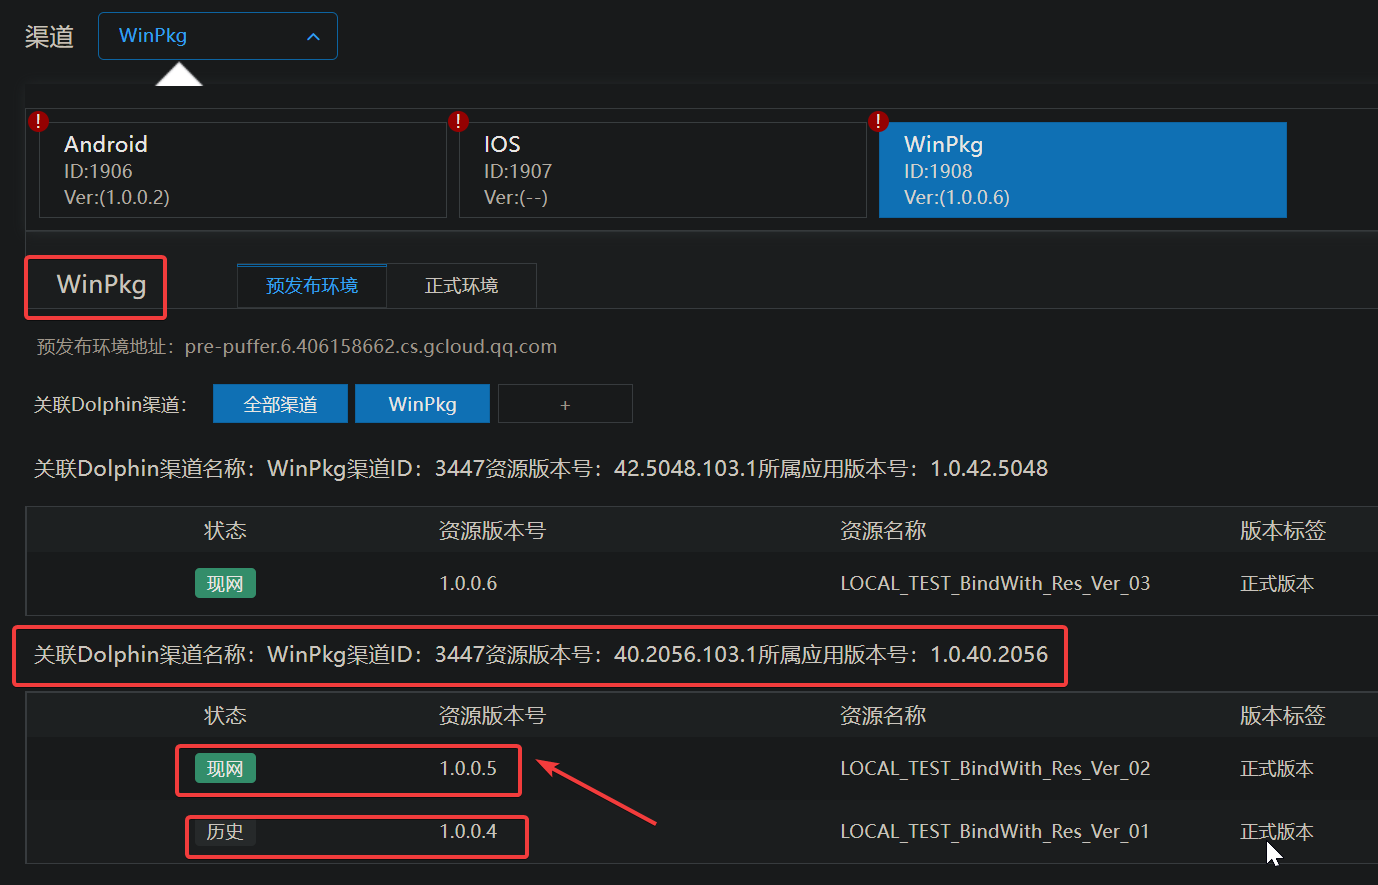 渠道 WinPkg
! ! !
Android IOS WinPkg
ID:1906 ID:1907 ID:1908
Ver:(1.0.0.2) Ver:(--) Ver:(1.0.0.6)
WinPkg 预发布环境 正式环境
预发布环境地址：pre-puffer.6.406158662.cs.gcloud.qq.com
关联Dolphin渠道： 全部渠道 WinPkg +
关联Dolphin渠道名称：WinPkg渠道ID：3447资源版本号：42.5048.103.1所属应用版本号：1.0.42.5048
状态 资源版本号 资源名称 版本标签
现网 1.0.0.6 LOCAL_TEST_BindWith_Res_Ver_03 正式版本
关联Dolphin渠道名称：WinPkg渠道ID：3447资源版本号：40.2056.103.1所属应用版本号：1.0.40.2056
状态 资源版本号 资源名称 版本标签
现网 1.0.0.5 LOCAL_TEST_BindWith_Res_Ver_02 正式版本
历史 1.0.0.4 LOCAL_TEST_BindWith_Res_Ver_01 正式版本